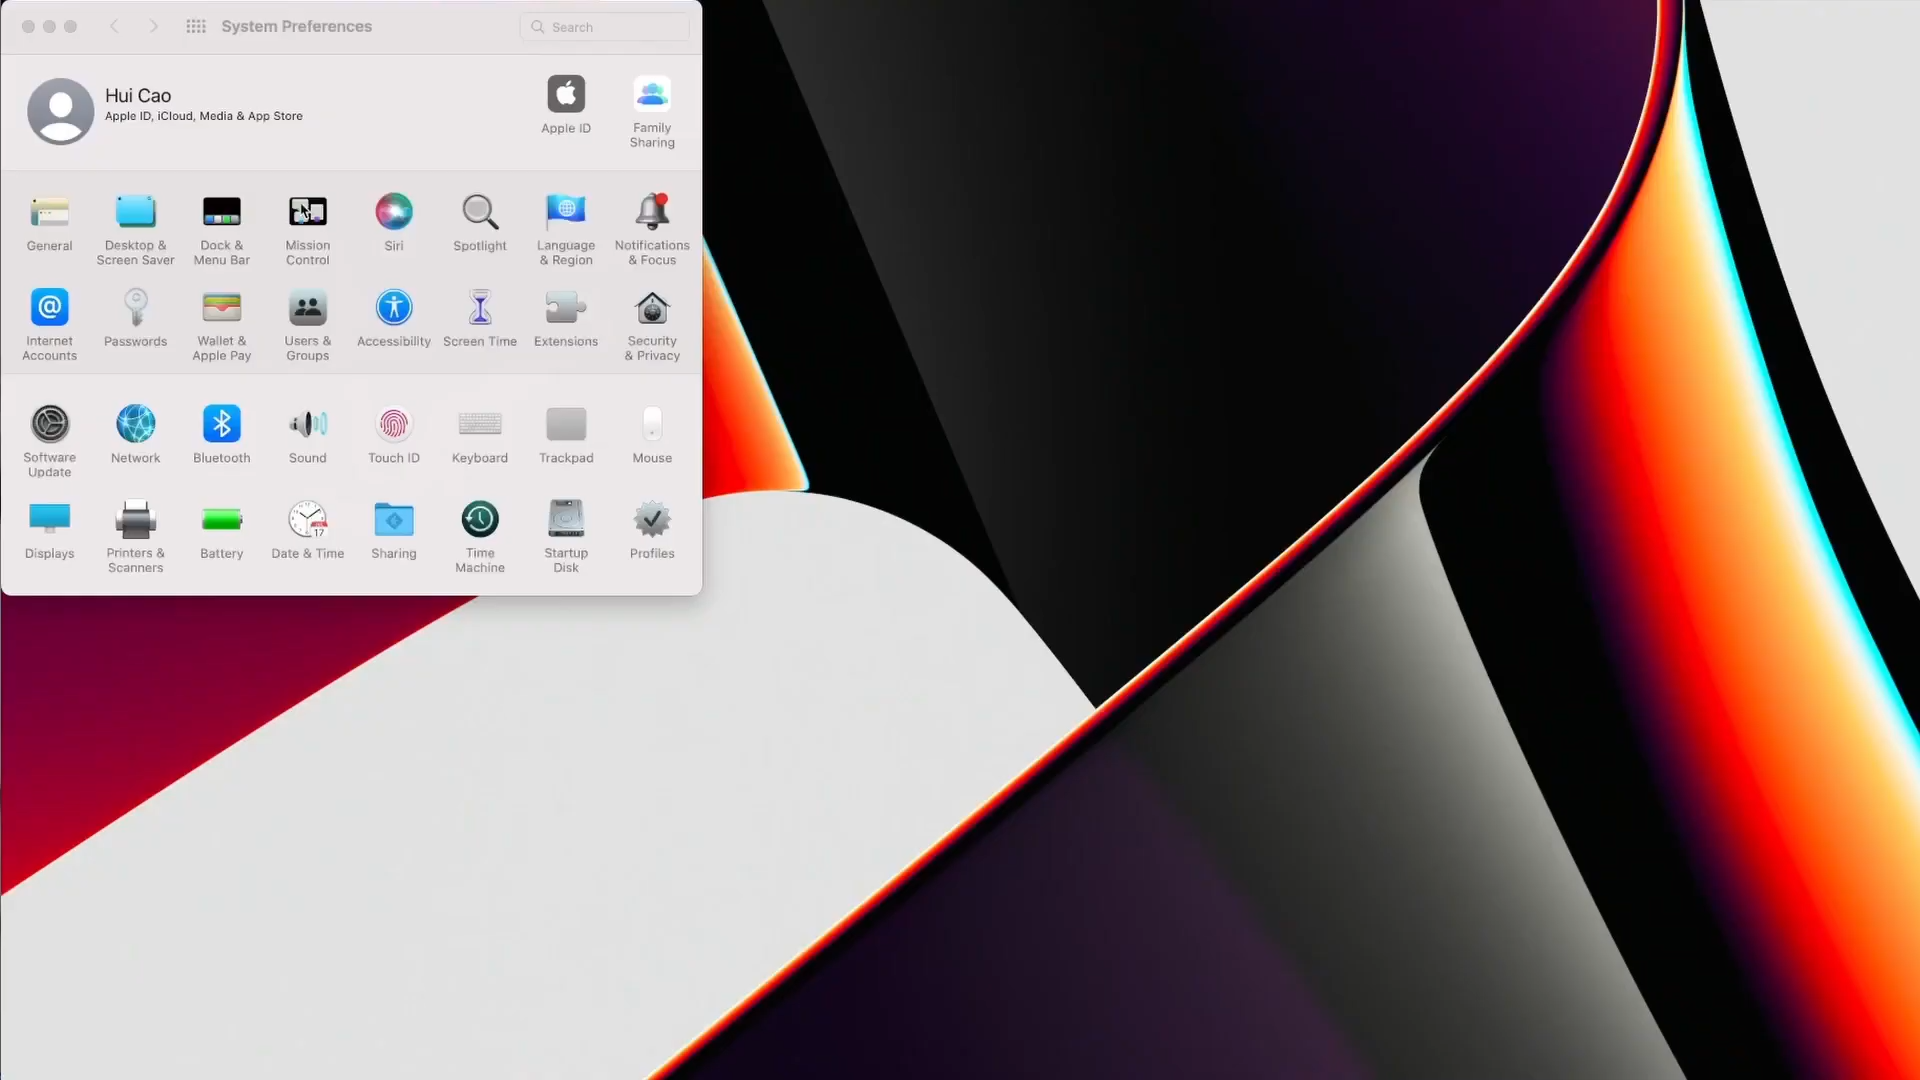 System Preferences
Search
Hui Cao
Apple ID, iCloud, Media & App Store
Apple ID
Family
Sharing
General
Desktop &
Screen Saver
Dock &
Menu Bar
Mission
Control
Siri
Spotlight
Language
& Region
Notifications
& Focus
Internet
Accounts
Passwords
Wallet &
Apple Pay
Users &
Groups
Accessibility
Screen Time
Extensions
Security
& Privacy
Software
Update
Network
Bluetooth
Sound
Touch ID
Keyboard
Trackpad
Mouse
Displays
Printers &
Scanners
Battery
17
Date & Time
Sharing
Time
Machine
Startup
Disk
Profiles